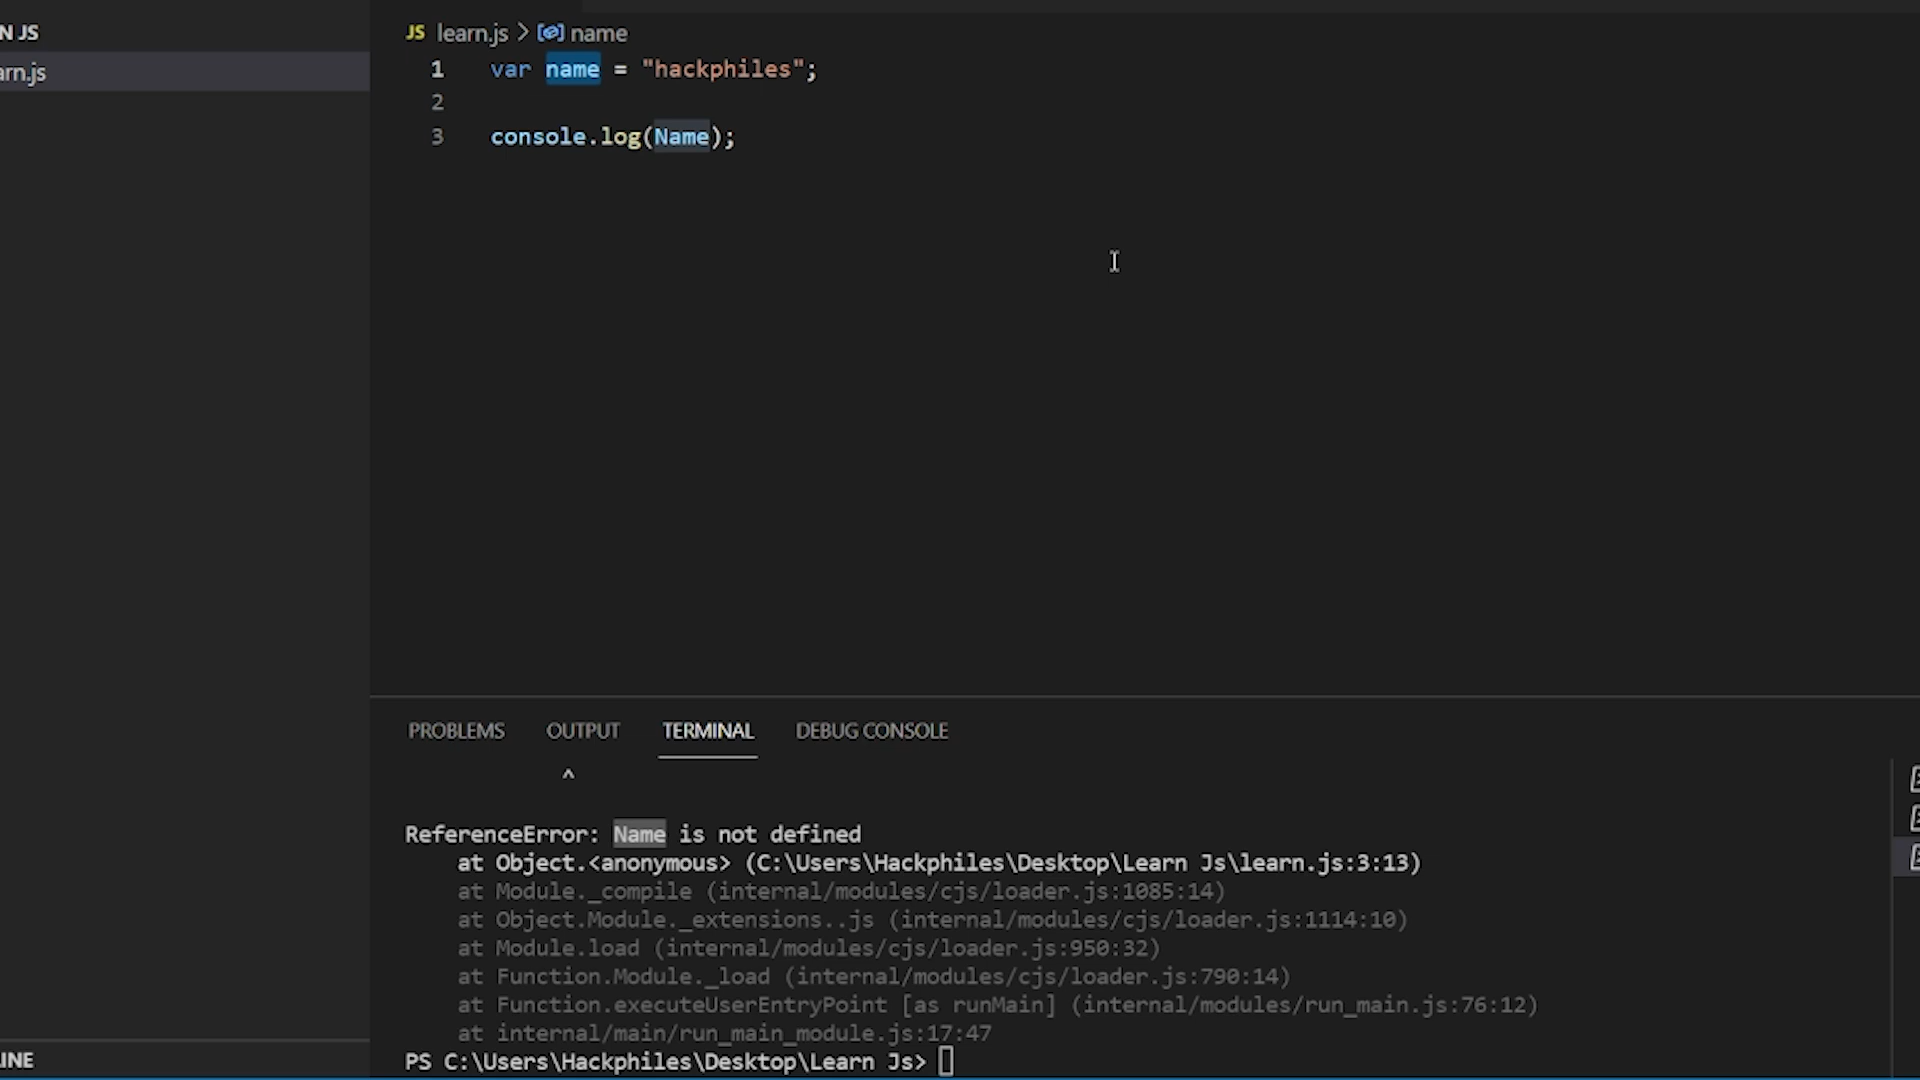 N JS
arn.js
JS learn.js > name
1 var name = "hackphiles";
2
3 console.log(Name);
PROBLEMS OUTPUT TERMINAL DEBUG CONSOLE
^
ReferenceError: Name is not defined
at Object.<anonymous> (C:\Users\Hackphiles\Desktop\Learn Js\learn.js:3:13)
at Module._compile (internal/modules/cjs/loader.js:1085:14)
at Object.Module._extensions..js (internal/modules/cjs/loader.js:1114:10)
at Module.load (internal/modules/cjs/loader.js:950:32)
at Function.Module._load (internal/modules/cjs/loader.js:790:14)
at Function.executeUserEntryPoint [as runMain] (internal/modules/run_main.js:76:12)
at internal/main/run_main_module.js:17:47
PS C:\Users\Hackphiles\Desktop\Learn Js>
INE